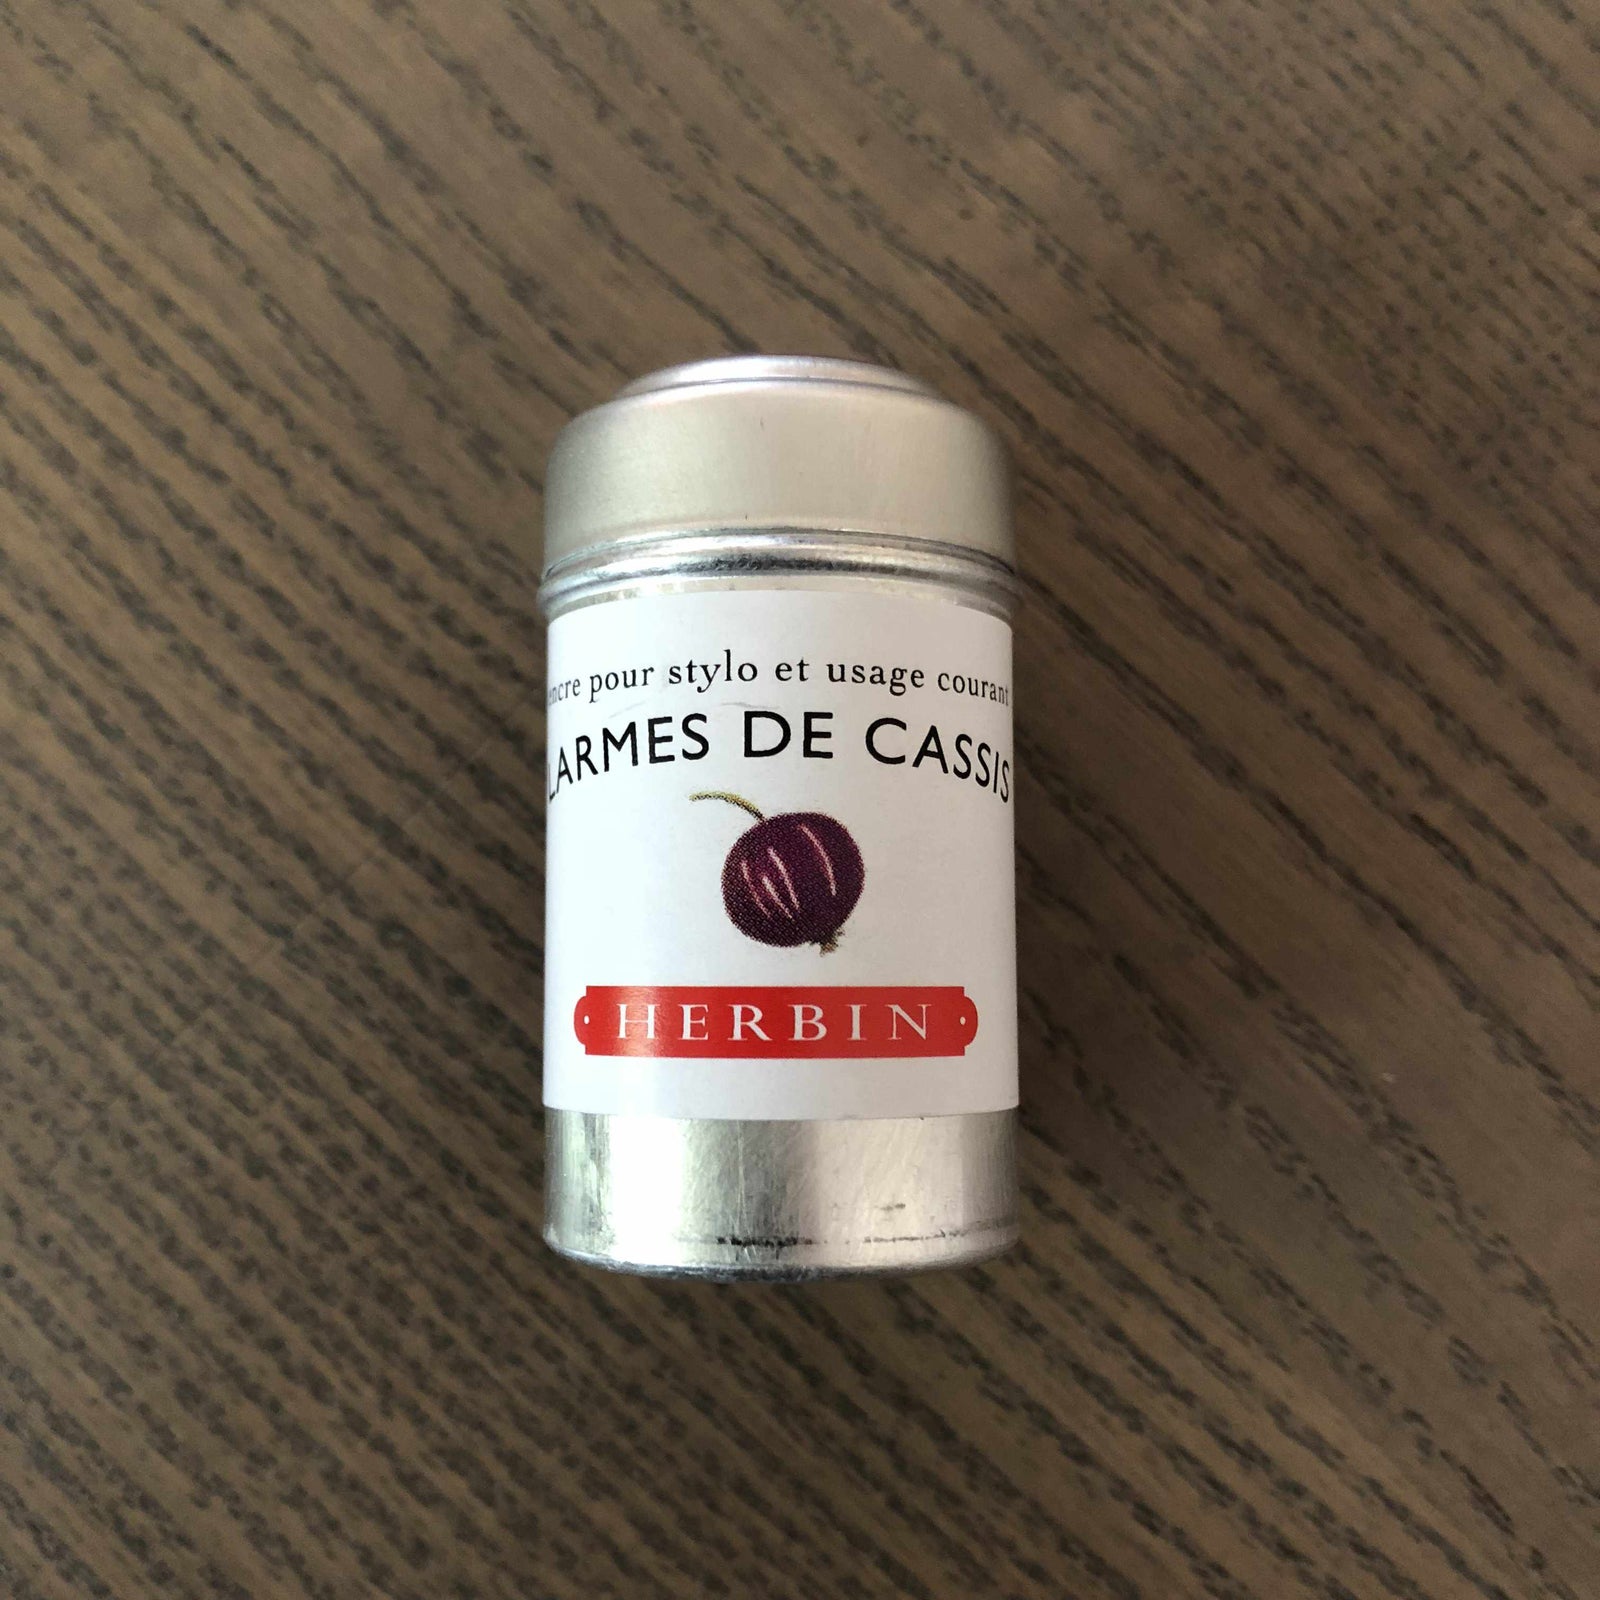 encre pour stylo et usage courant
LARMES DE CASSIS
HERBIN